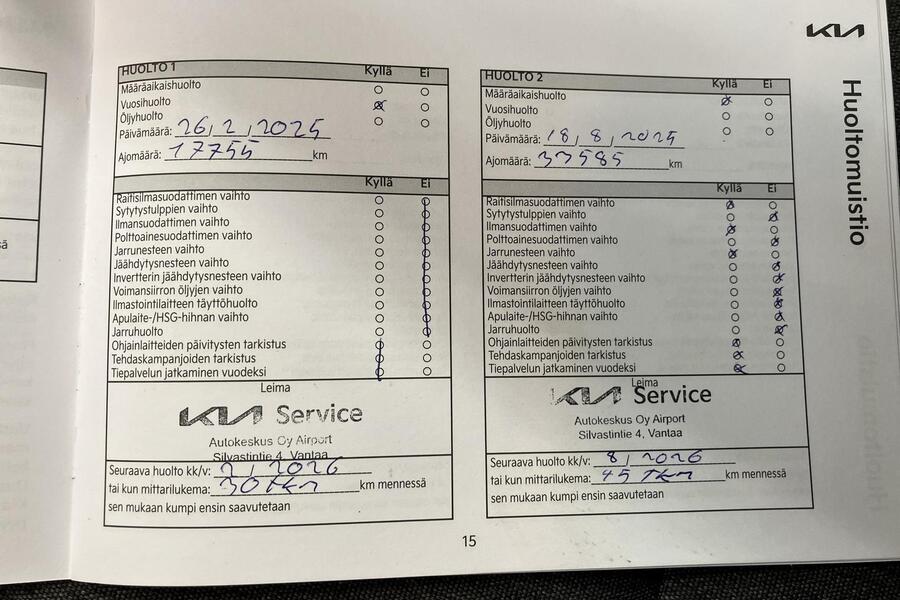 KIA
Huoltomuistio
HUOLTO 1 Kyllä Ei
Määräaikaishuolto
Vuosihuolto
Öljyhuolto
Päivämäärä: 26, 2, 2025
Ajomäärä: 17755 km
Kyllä Ei
Raitisilmasuodattimen vaihto
Sytytystulppien vaihto
Ilmansuodattimen vaihto
Polttoainesuodattimen vaihto
Jarrunesteen vaihto
Jäähdytysnesteen vaihto
Invertterin jäähdytysnesteen vaihto
Voimansiirron öljyjen vaihto
Ilmastointilaitteen täyttöhuolto
Apulaite-/HSG-hihnan vaihto
Jarruhuolto
Ohjainlaitteiden päivitysten tarkistus
Tehdaskampanjoiden tarkistus
Tiepalvelun jatkaminen vuodeksi
Leima
KIA Service
Autokeskus Oy Airport
Silvastintie 4, Vantaa
Seuraava huolto kk/v: 2, 2026
tai kun mittarilukema: 30 tkm km mennessä
sen mukaan kumpi ensin saavutetaan
HUOLTO 2 Kyllä Ei
Määräaikaishuolto
Vuosihuolto
Öljyhuolto
Päivämäärä: 18, 8, 2025
Ajomäärä: 33585 km
Kyllä Ei
Raitisilmasuodattimen vaihto
Sytytystulppien vaihto
Ilmansuodattimen vaihto
Polttoainesuodattimen vaihto
Jarrunesteen vaihto
Jäähdytysnesteen vaihto
Invertterin jäähdytysnesteen vaihto
Voimansiirron öljyjen vaihto
Ilmastointilaitteen täyttöhuolto
Apulaite-/HSG-hihnan vaihto
Jarruhuolto
Ohjainlaitteiden päivitysten tarkistus
Tehdaskampanjoiden tarkistus
Tiepalvelun jatkaminen vuodeksi
Leima
KIA Service
Autokeskus Oy Airport
Silvastintie 4, Vantaa
Seuraava huolto kk/v: 8, 2026
tai kun mittarilukema: 45 tkm km mennessä
sen mukaan kumpi ensin saavutetaan
15